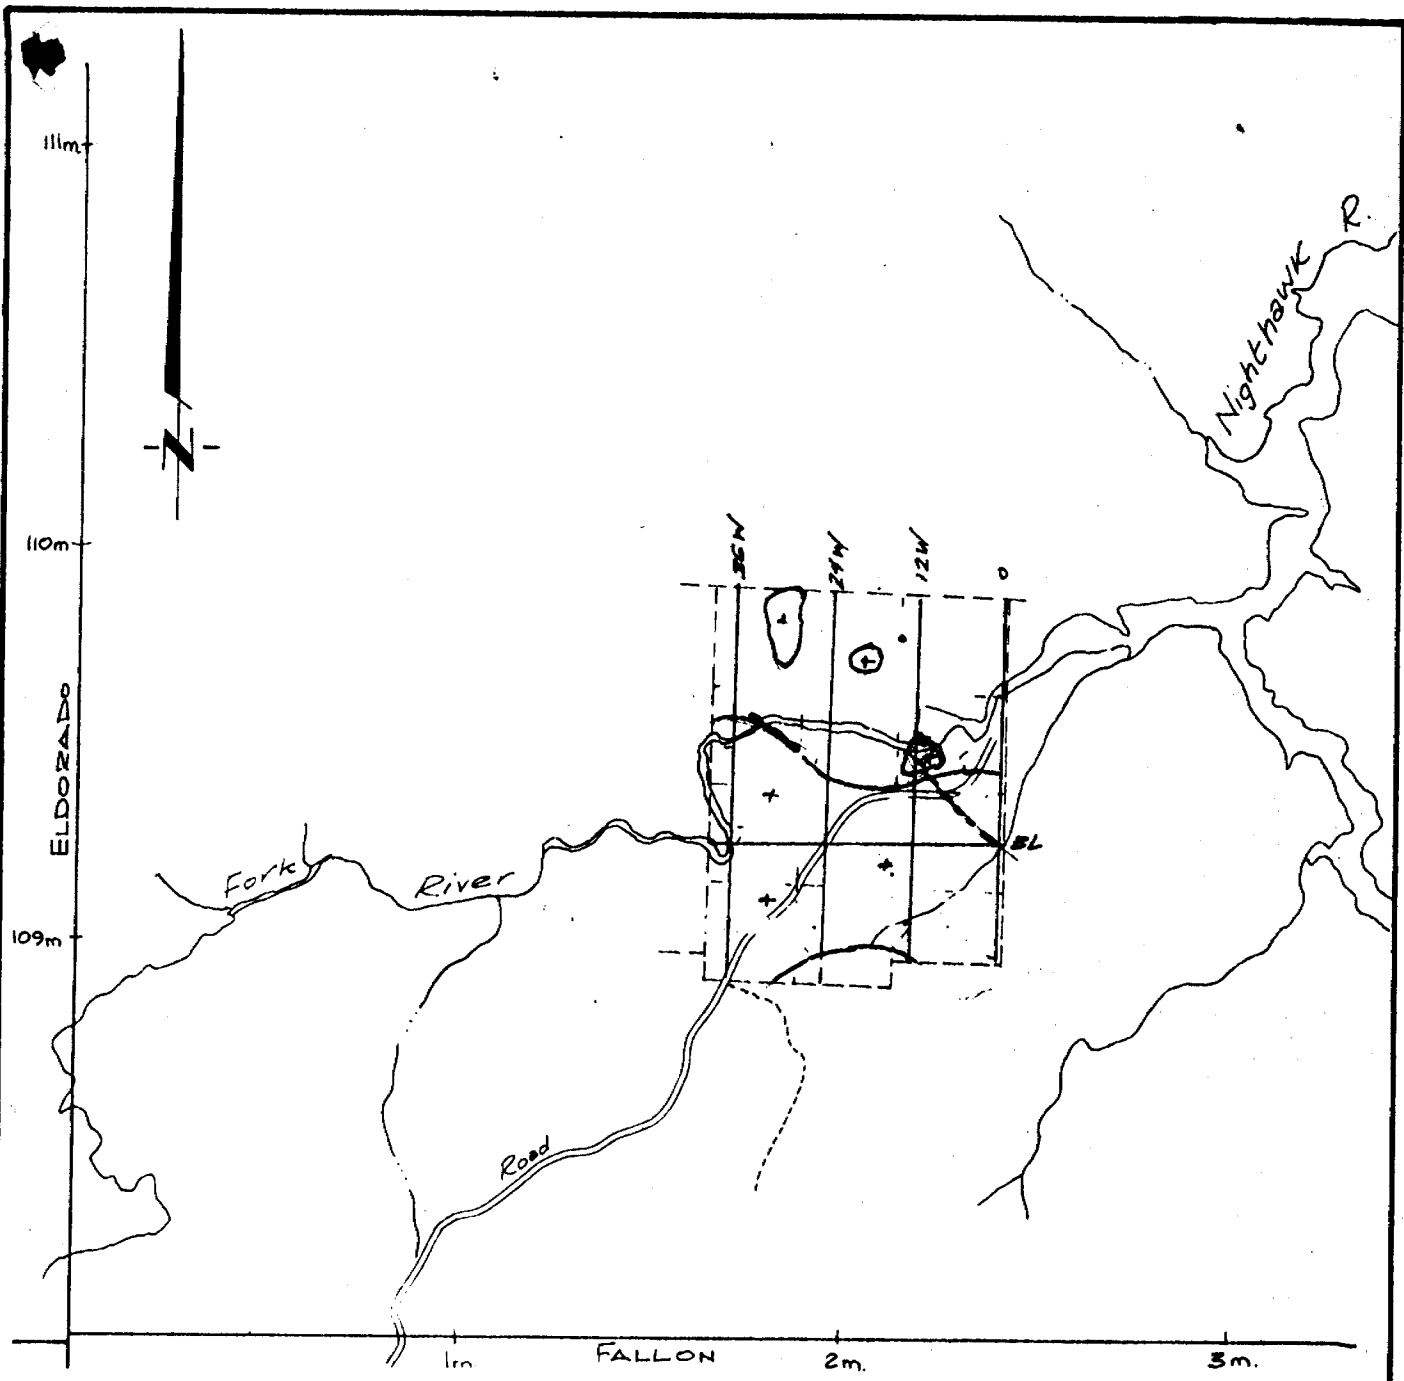 111m
R.
Nighthawk
N
110m
36W
24W
12W
0
ELDORADO
BL
Fork
River
109m
Road
1m.
FALLON
2m.
3m.